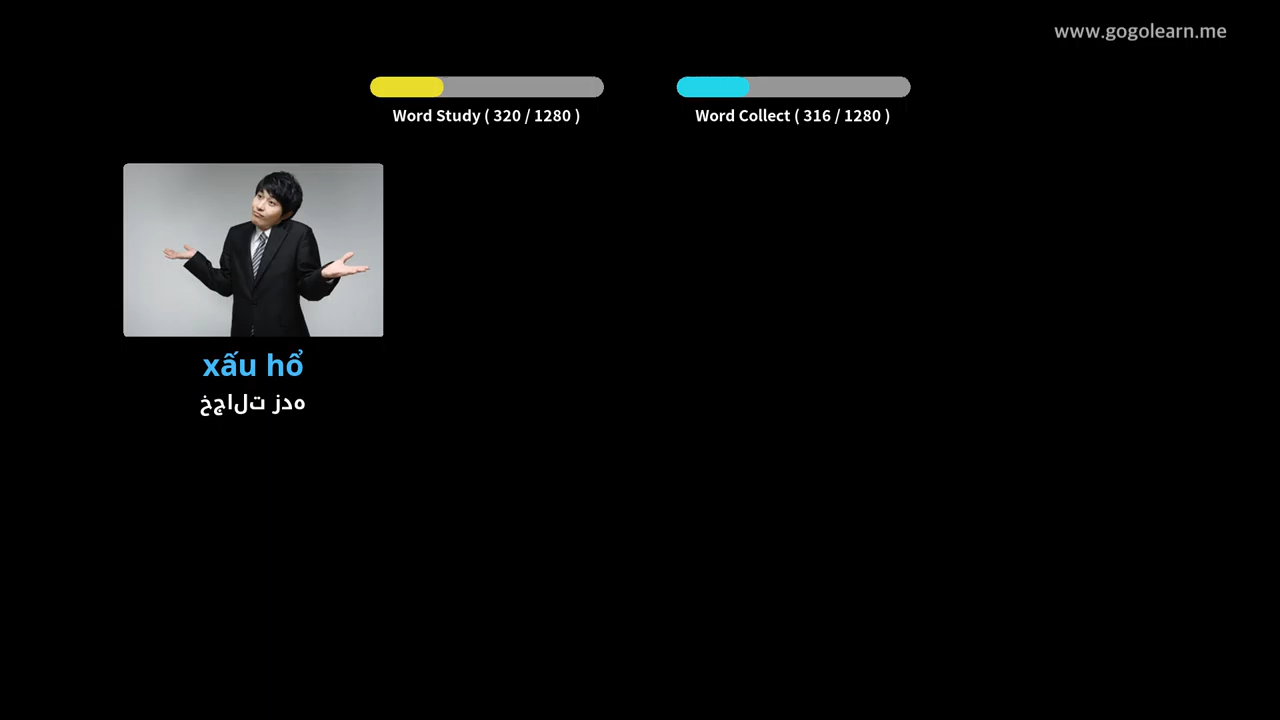 www.gogolearn.me
Word Study ( 320 / 1280 )
Word Collect ( 316 / 1280 )
xấu hổ
خجالت زده